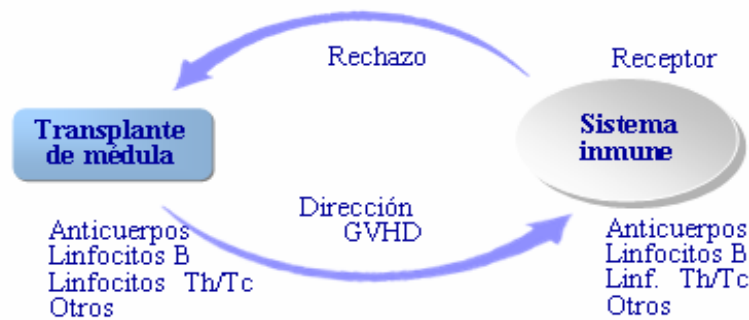 Rechazo
Receptor
Transplante
de médula
Sistema
inmune
Dirección
GVHD
Anticuerpos
Linfocitos B
Linfocitos Th/Tc
Otros
Anticuerpos
Linfocitos B
Linf. Th/Tc
Otros